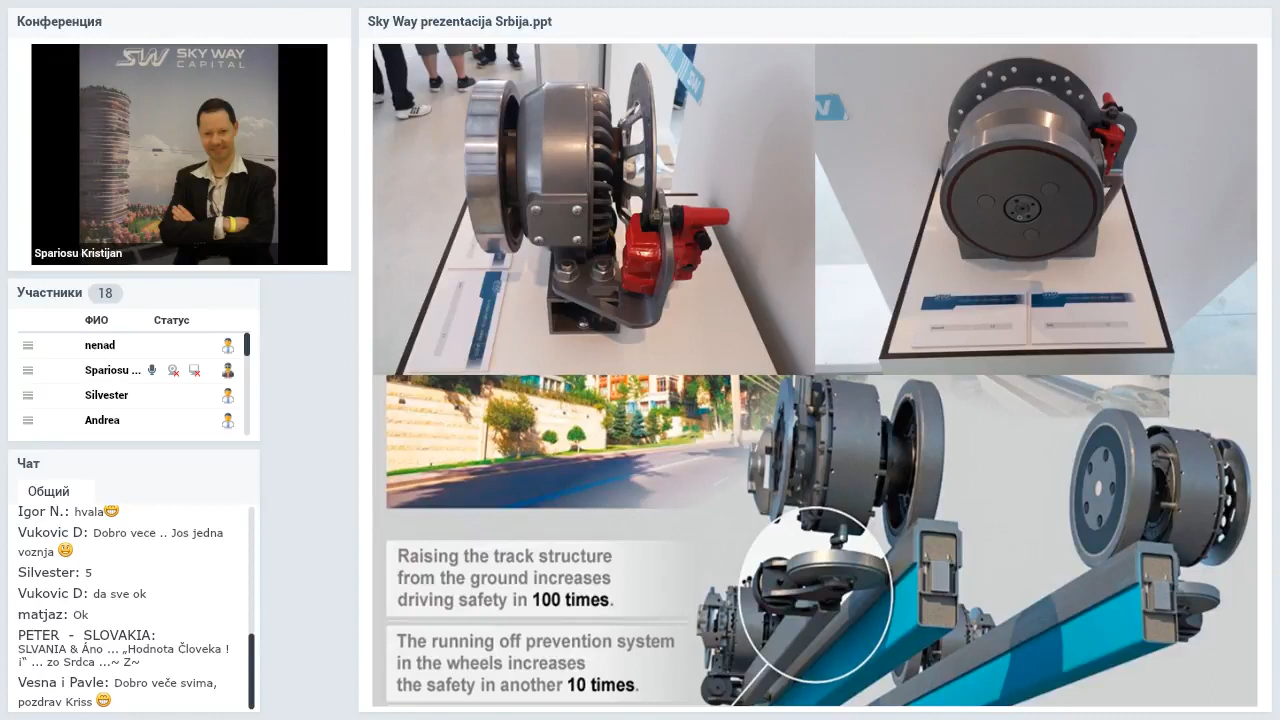 Конференция
SW SKY WAY
CAPITAL
Spariosu Kristijan
Участники 18
ФИО Статус
nenad
Spariosu ...
Silvester
Andrea
Чат
Общий
Igor N.: hvala
Vukovic D: Dobro vece .. Jos jedna
voznja
Silvester: 5
Vukovic D: da sve ok
matjaz: Ok
PETER - SLOVAKIA:
SLVANIA & Áno ... „Hodnota Človeka !
i“ ... zo Srdca ...~ Z~
Vesna i Pavle: Dobro veče svima,
pozdrav Kriss
Sky Way prezentacija Srbija.ppt
Raising the track structure
from the ground increases
driving safety in 100 times.
The running off prevention system
in the wheels increases
the safety in another 10 times.